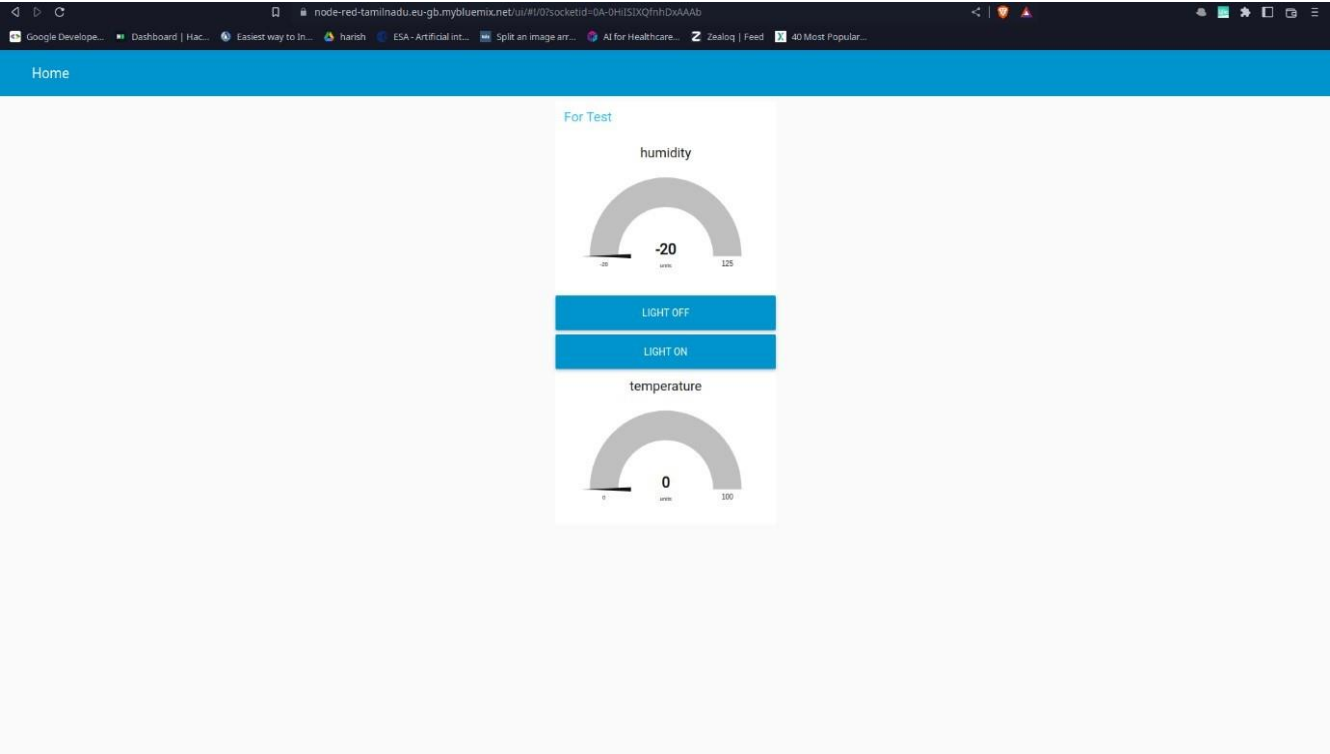 node-red-tamilnadu.eu-gb.mybluemix.net/ui/#!/0?socketid=0A-0HiISIXQfnhDxAAAb
Google Develope... Dashboard | Hac... Easiest way to In... harish ESA - Artificial int... Split an image arr... AI for Healthcare... Zealoq | Feed 40 Most Popular...
Home
For Test
humidity
-20
-20 units 125
LIGHT OFF
LIGHT ON
temperature
0
0 units 100